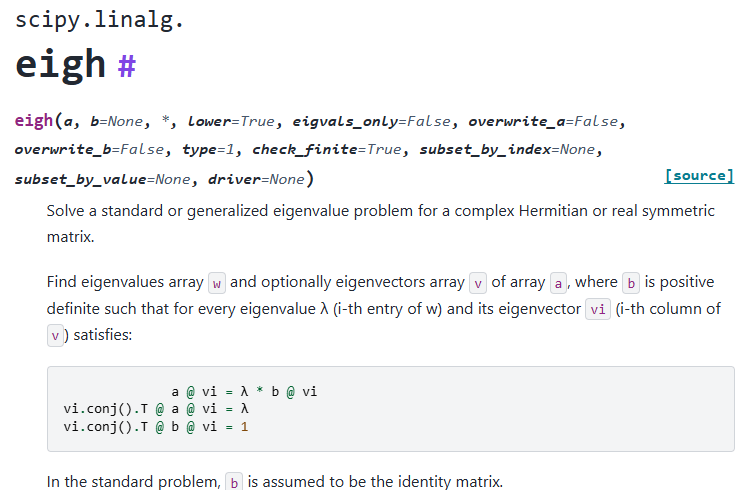 scipy.linalg.
eigh #
eigh(a, b=None, *, lower=True, eigvals_only=False, overwrite_a=False,
overwrite_b=False, type=1, check_finite=True, subset_by_index=None,
subset_by_value=None, driver=None) [source]
Solve a standard or generalized eigenvalue problem for a complex Hermitian or real symmetric
matrix.
Find eigenvalues array w and optionally eigenvectors array v of array a, where b is positive
definite such that for every eigenvalue λ (i-th entry of w) and its eigenvector vi (i-th column of
v) satisfies:
a @ vi = λ * b @ vi
vi.conj().T @ a @ vi = λ
vi.conj().T @ b @ vi = 1
In the standard problem, b is assumed to be the identity matrix.